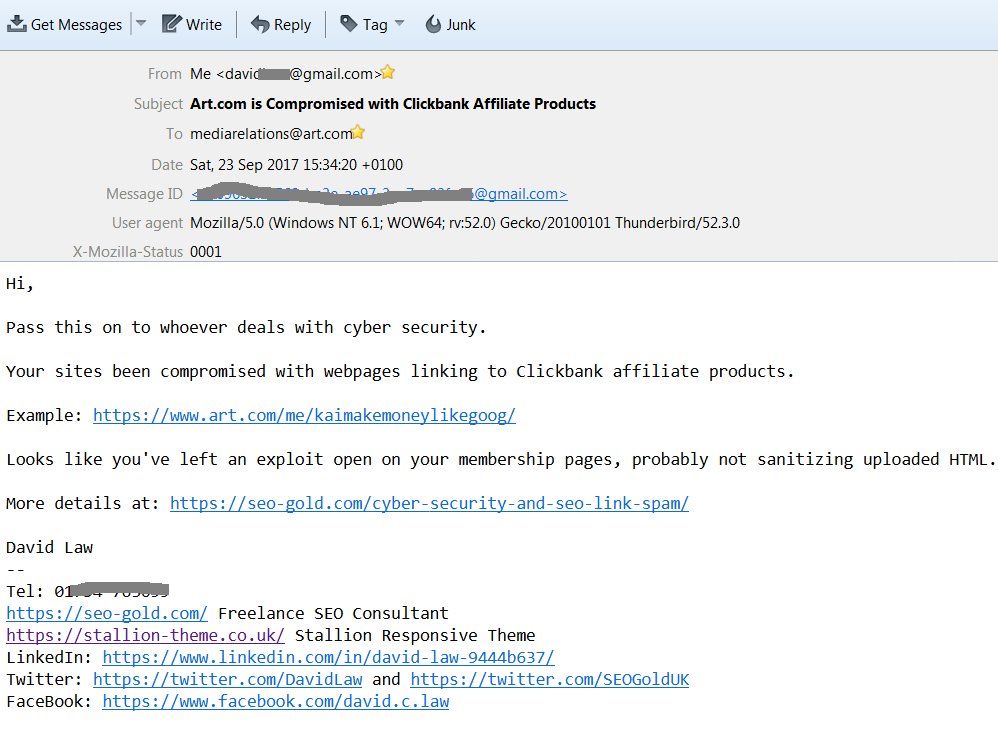 Get Messages Write Reply Tag Junk
From Me <david @gmail.com>
Subject Art.com is Compromised with Clickbank Affiliate Products
To mediarelations@art.com
Date Sat, 23 Sep 2017 15:34:20 +0100
Message ID @gmail.com>
User agent Mozilla/5.0 (Windows NT 6.1; WOW64; rv:52.0) Gecko/20100101 Thunderbird/52.3.0
X-Mozilla-Status 0001
Hi,
Pass this on to whoever deals with cyber security.
Your sites been compromised with webpages linking to Clickbank affiliate products.
Example: https://www.art.com/me/kaimakemoneylikegoog/
Looks like you've left an exploit open on your membership pages, probably not sanitizing uploaded HTML.
More details at: https://seo-gold.com/cyber-security-and-seo-link-spam/
David Law
--
Tel:
https://seo-gold.com/ Freelance SEO Consultant
https://stallion-theme.co.uk/ Stallion Responsive Theme
LinkedIn: https://www.linkedin.com/in/david-law-9444b637/
Twitter: https://twitter.com/DavidLaw and https://twitter.com/SEOGoldUK
FaceBook: https://www.facebook.com/david.c.law